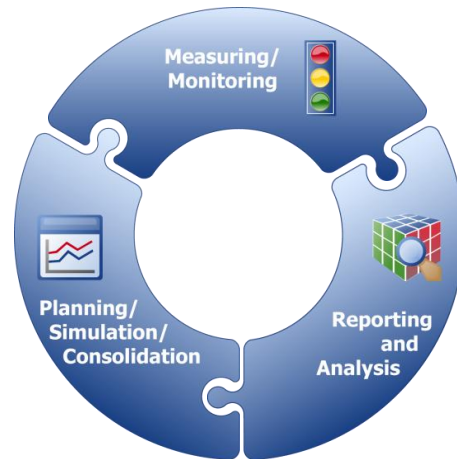 Measuring/
Monitoring
Planning/
Simulation/
Consolidation
Reporting
and
Analysis